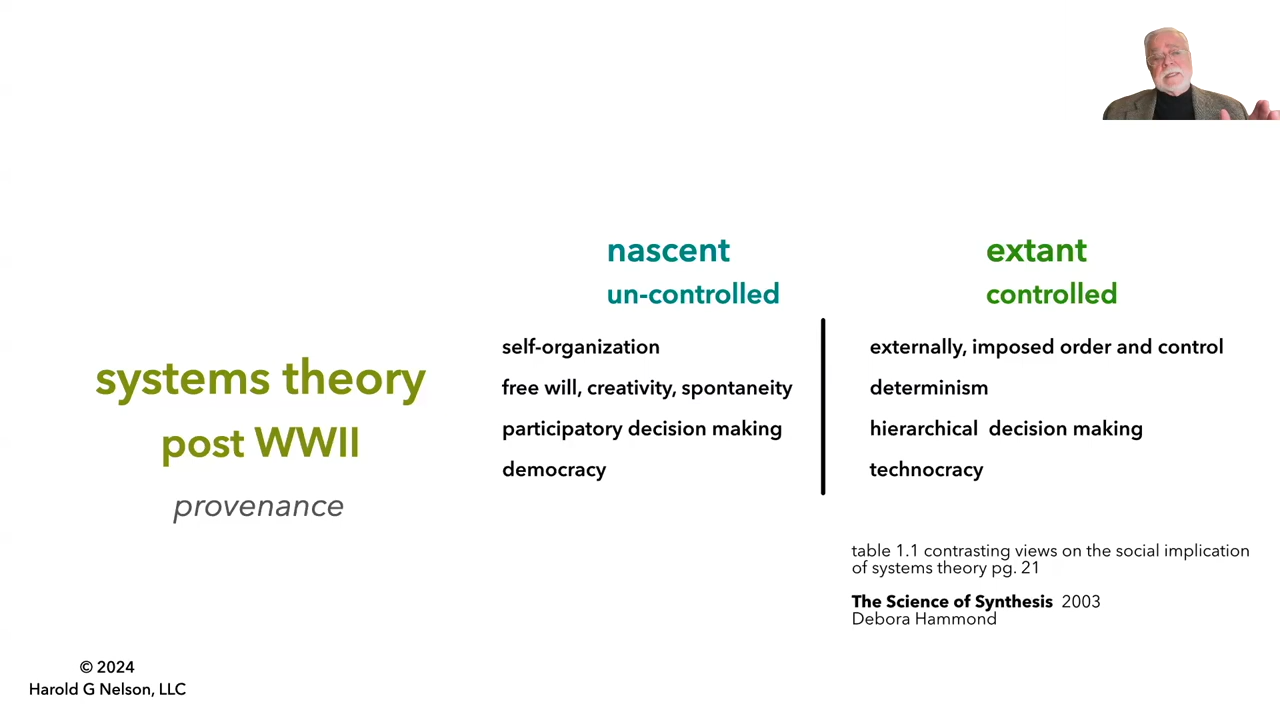 systems theory
post WWII
provenance
nascent
un-controlled
self-organization
free will, creativity, spontaneity
participatory decision making
democracy
extant
controlled
externally, imposed order and control
determinism
hierarchical decision making
technocracy
table 1.1 contrasting views on the social implication
of systems theory pg. 21
The Science of Synthesis 2003
Debora Hammond
© 2024
Harold G Nelson, LLC